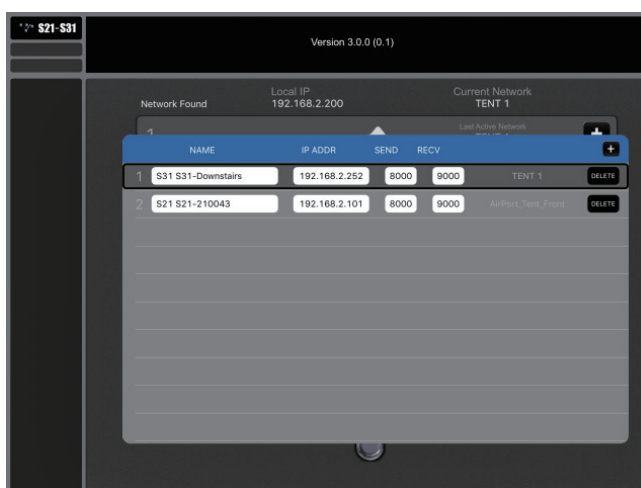 S21-S31
Version 3.0.0 (0.1)
Local IP Current Network
Network Found 192.168.2.200 TENT 1
1 Last Active Network
NAME IP ADDR SEND RECV +
1 S31 S31-Downstairs 192.168.2.252 8000 9000 TENT 1 DELETE
2 S21 S21-210043 192.168.2.101 8000 9000 AirPort_Tent_Front DELETE